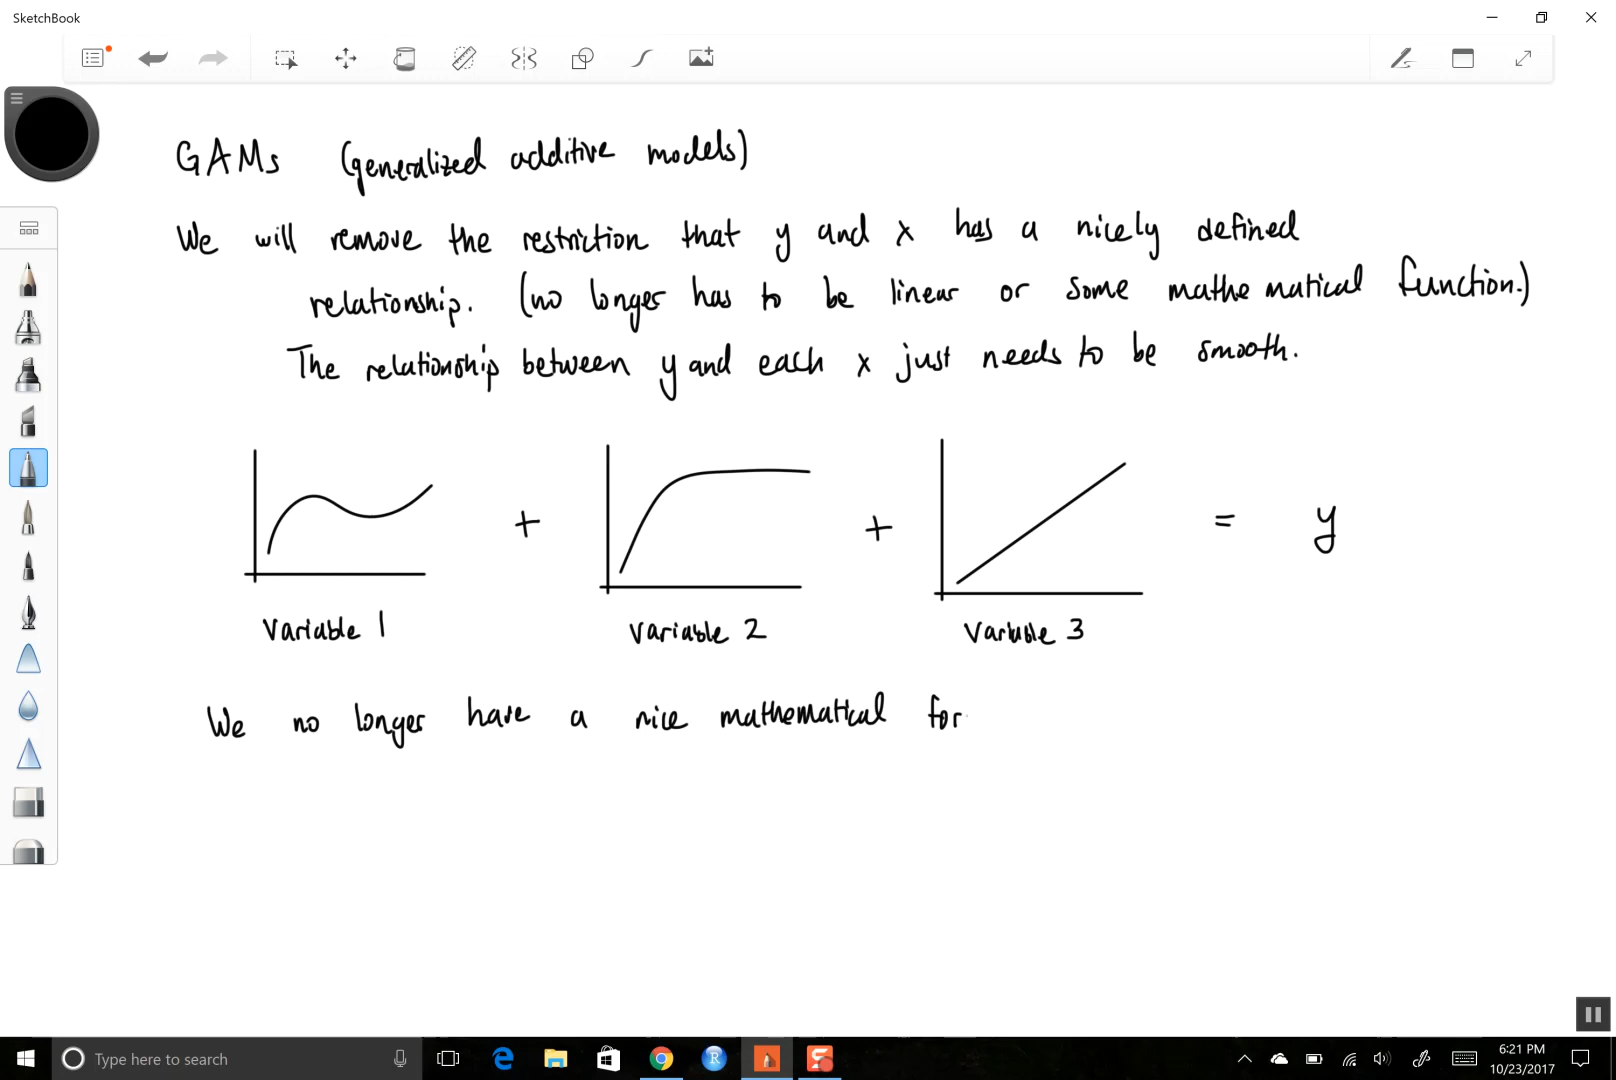 SketchBook
GAMs (generalized additive models)
We will remove the restriction that y and x has a nicely defined
relationship. (no longer has to be linear or some mathematical function.)
The relationship between y and each x just needs to be smooth.
+ + = y
Variable 1 Variable 2 Variable 3
We no longer have a nice mathematical for
Type here to search
6:21 PM
10/23/2017